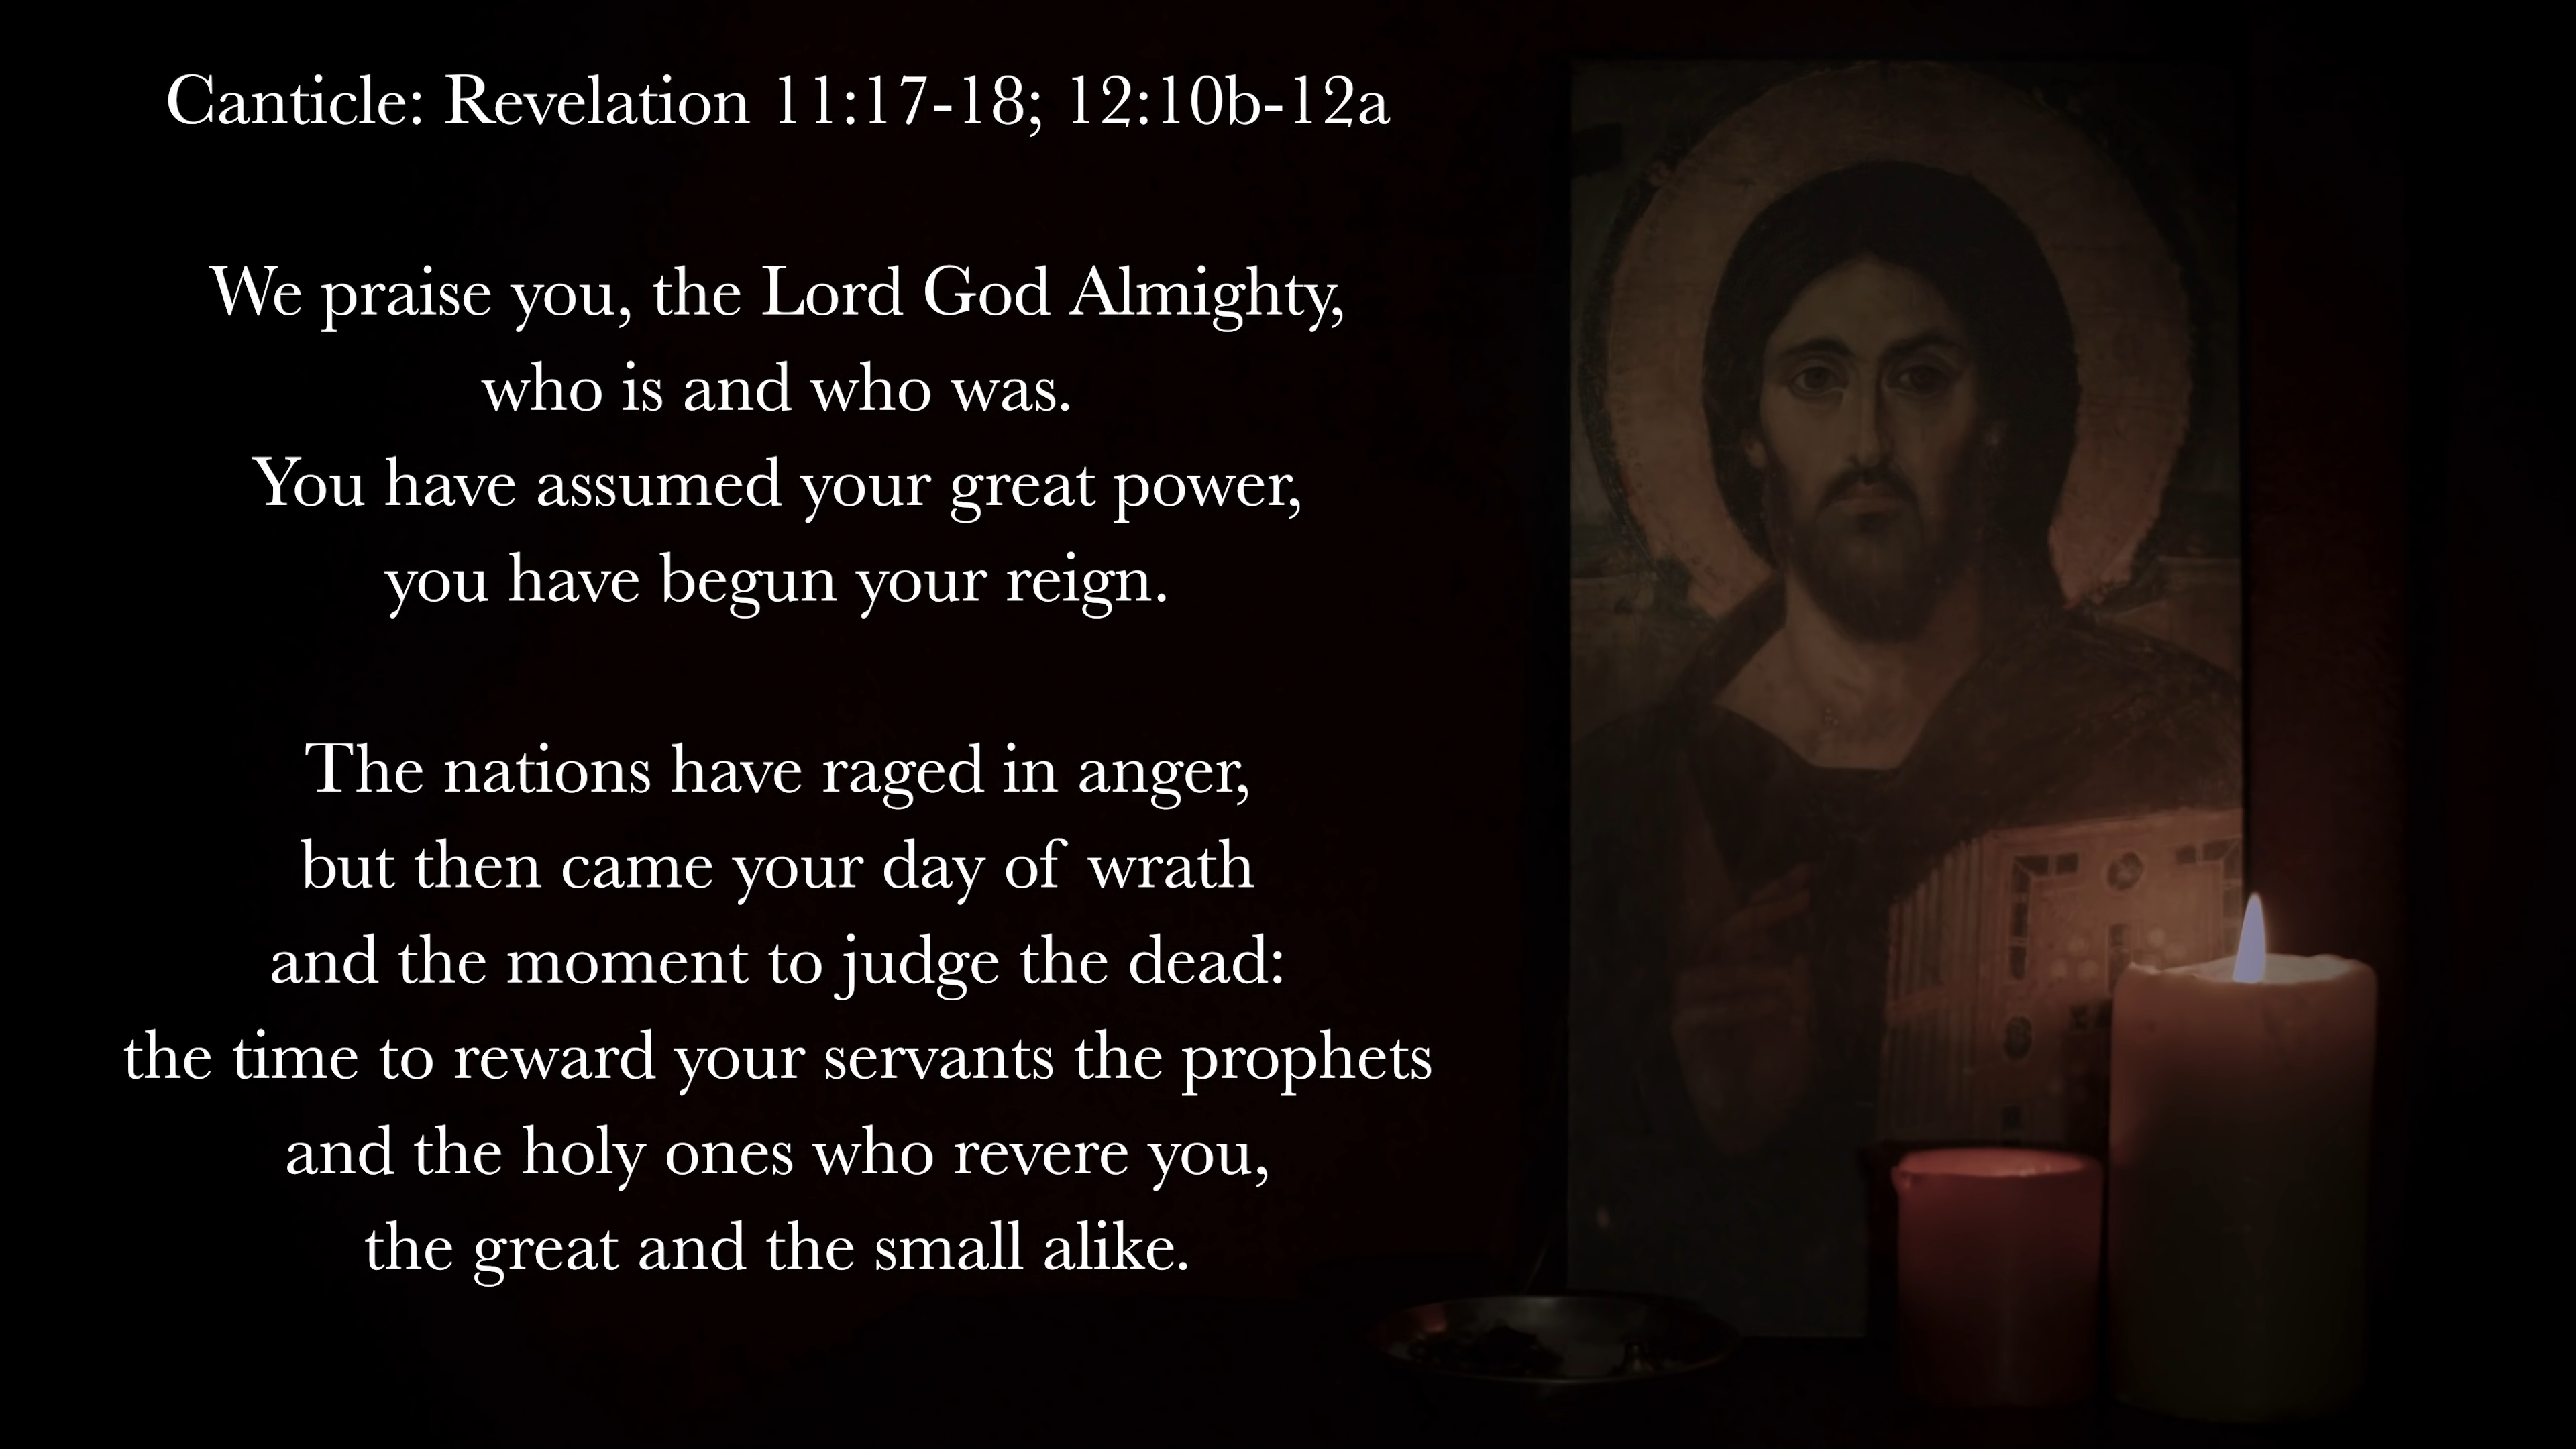 Canticle: Revelation 11:17-18; 12:10b-12a
We praise you, the Lord God Almighty,
who is and who was.
You have assumed your great power,
you have begun your reign.
The nations have raged in anger,
but then came your day of wrath
and the moment to judge the dead:
the time to reward your servants the prophets
and the holy ones who revere you,
the great and the small alike.